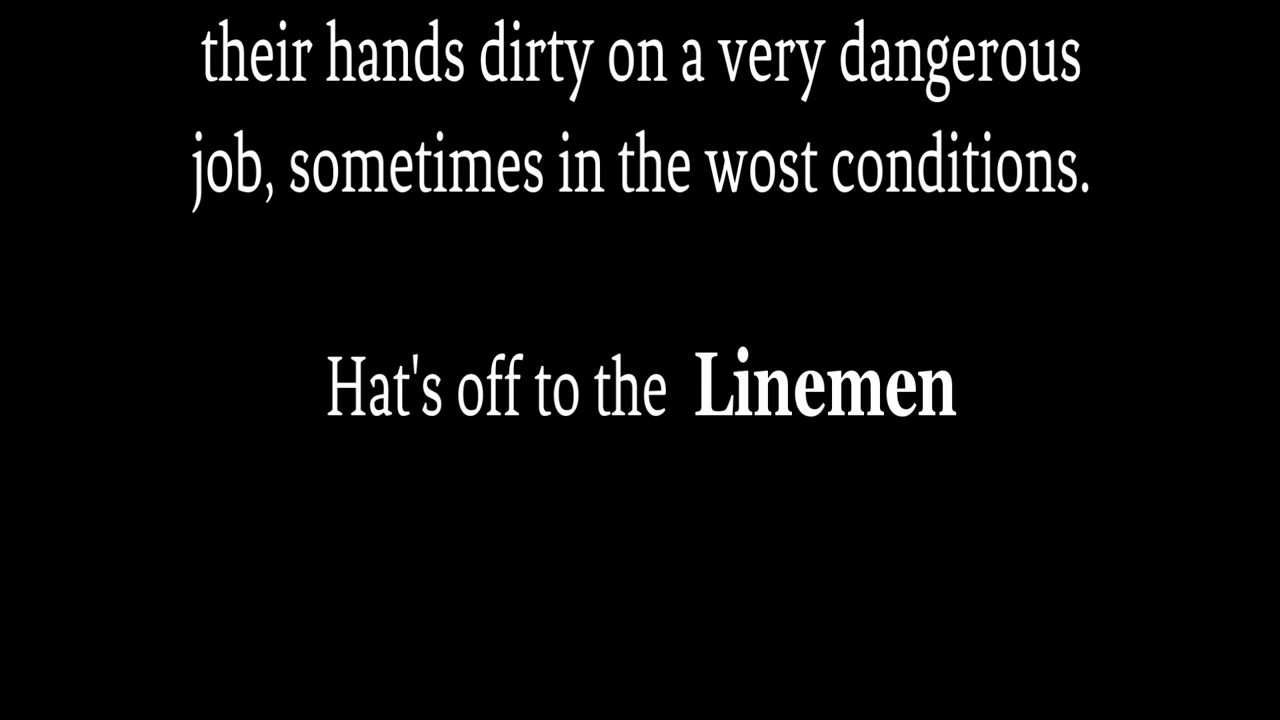 their hands dirty on a very dangerous
job, sometimes in the wost conditions.
Hat's off to the Linemen